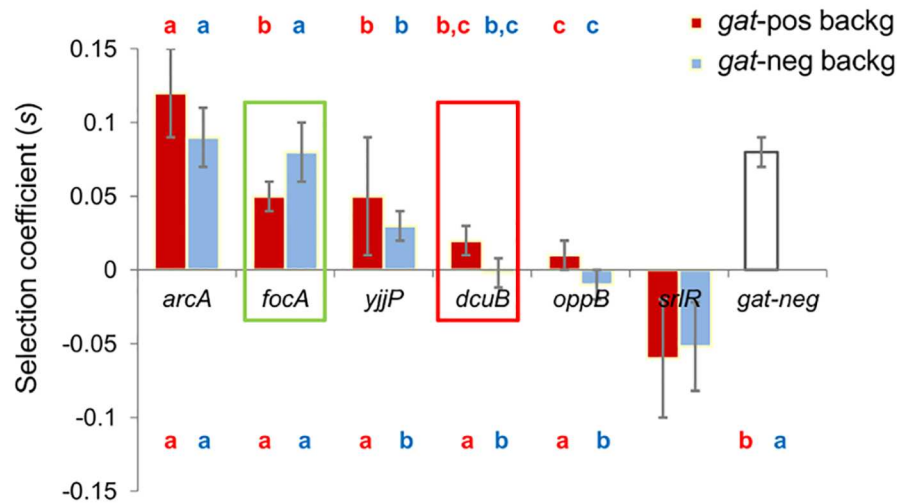 a a b b b,c b,c c c
gat-pos backg
gat-neg backg
Selection coefficient (s)
0.15
0.1
0.05
0
-0.05
-0.1
-0.15
arcA focA yjjP dcuB oppB srlR gat-neg
a a a a a b a b a b b a